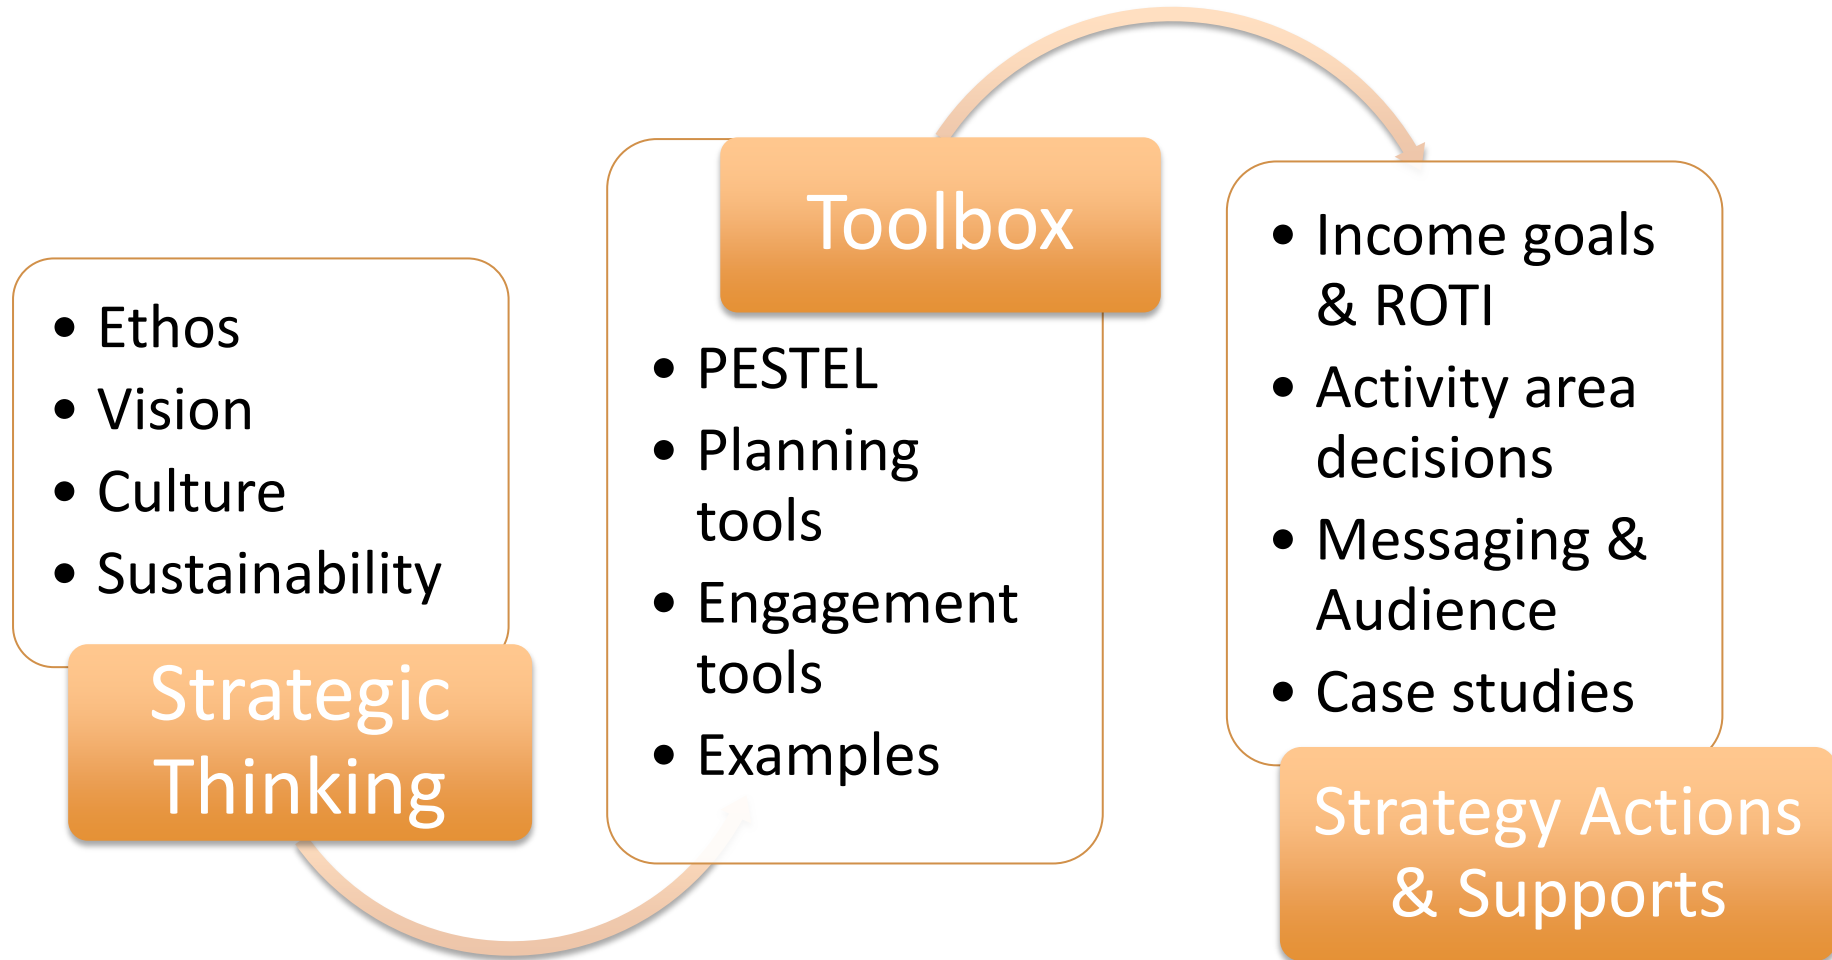 • Ethos
• Vision
• Culture
• Sustainability
Strategic
Thinking
Toolbox
• PESTEL
• Planning
tools
• Engagement
tools
• Examples
• Income goals
& ROTI
• Activity area
decisions
• Messaging &
Audience
• Case studies
Strategy Actions
& Supports